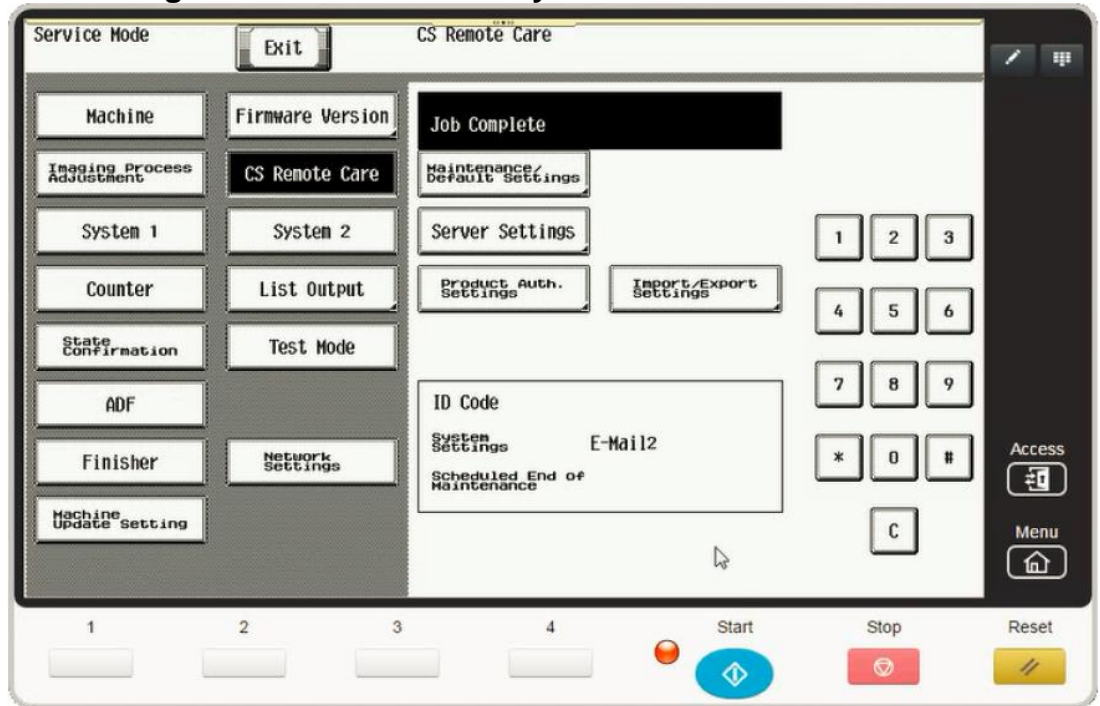 Service Mode
Exit
CS Remote Care
Machine
Firmware Version
Job Complete
Imaging Process
Adjustment
CS Remote Care
Maintenance/
Default Settings
System 1
System 2
Server Settings
1 2 3
Counter
List Output
Product Auth.
Settings
Import/Export
Settings
4 5 6
State
Confirmation
Test Mode
ADF
ID Code
7 8 9
Finisher
Network
Settings
System
Settings
E-Mail2
Scheduled End of
Maintenance
* 0 #
Access
Machine
Update Setting
C
Menu
1 2 3 4 Start Stop Reset